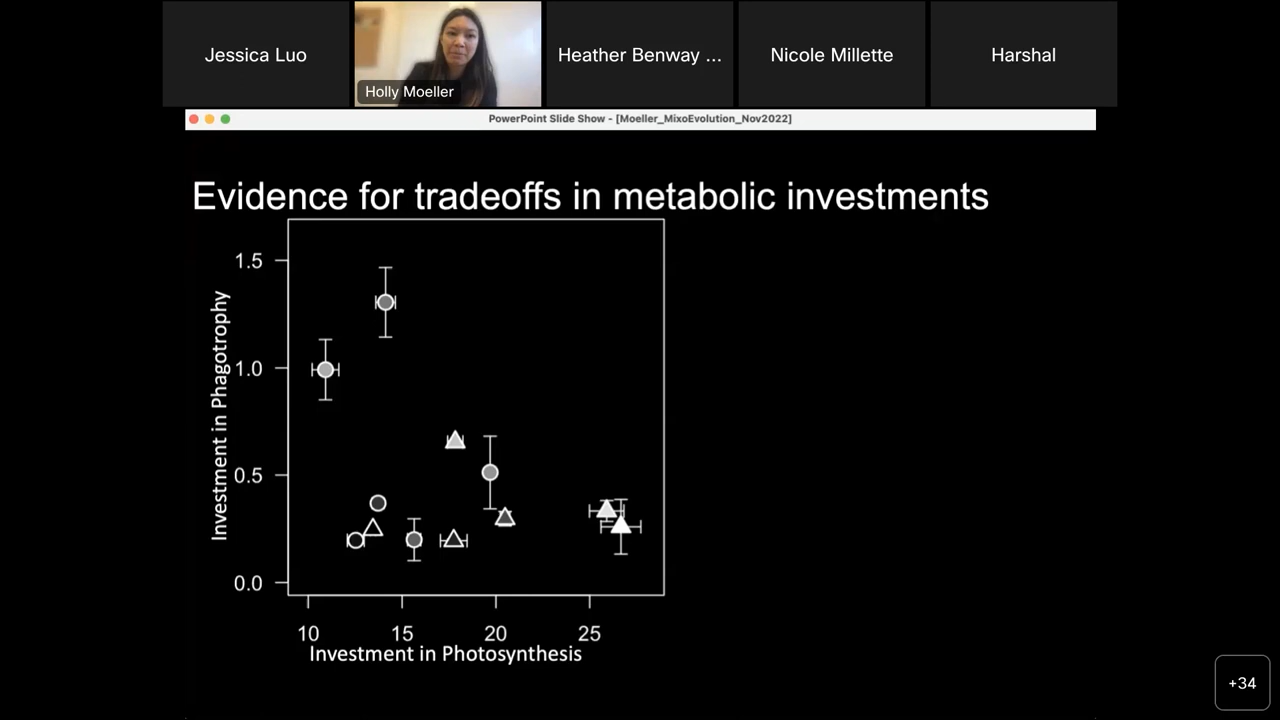 Jessica Luo
Holly Moeller
Heather Benway ...
Nicole Millette
Harshal
PowerPoint Slide Show - [Moeller_MixoEvolution_Nov2022]
Evidence for tradeoffs in metabolic investments
Investment in Phagotrophy
1.5
1.0
0.5
0.0
10 15 20 25
Investment in Photosynthesis
+34